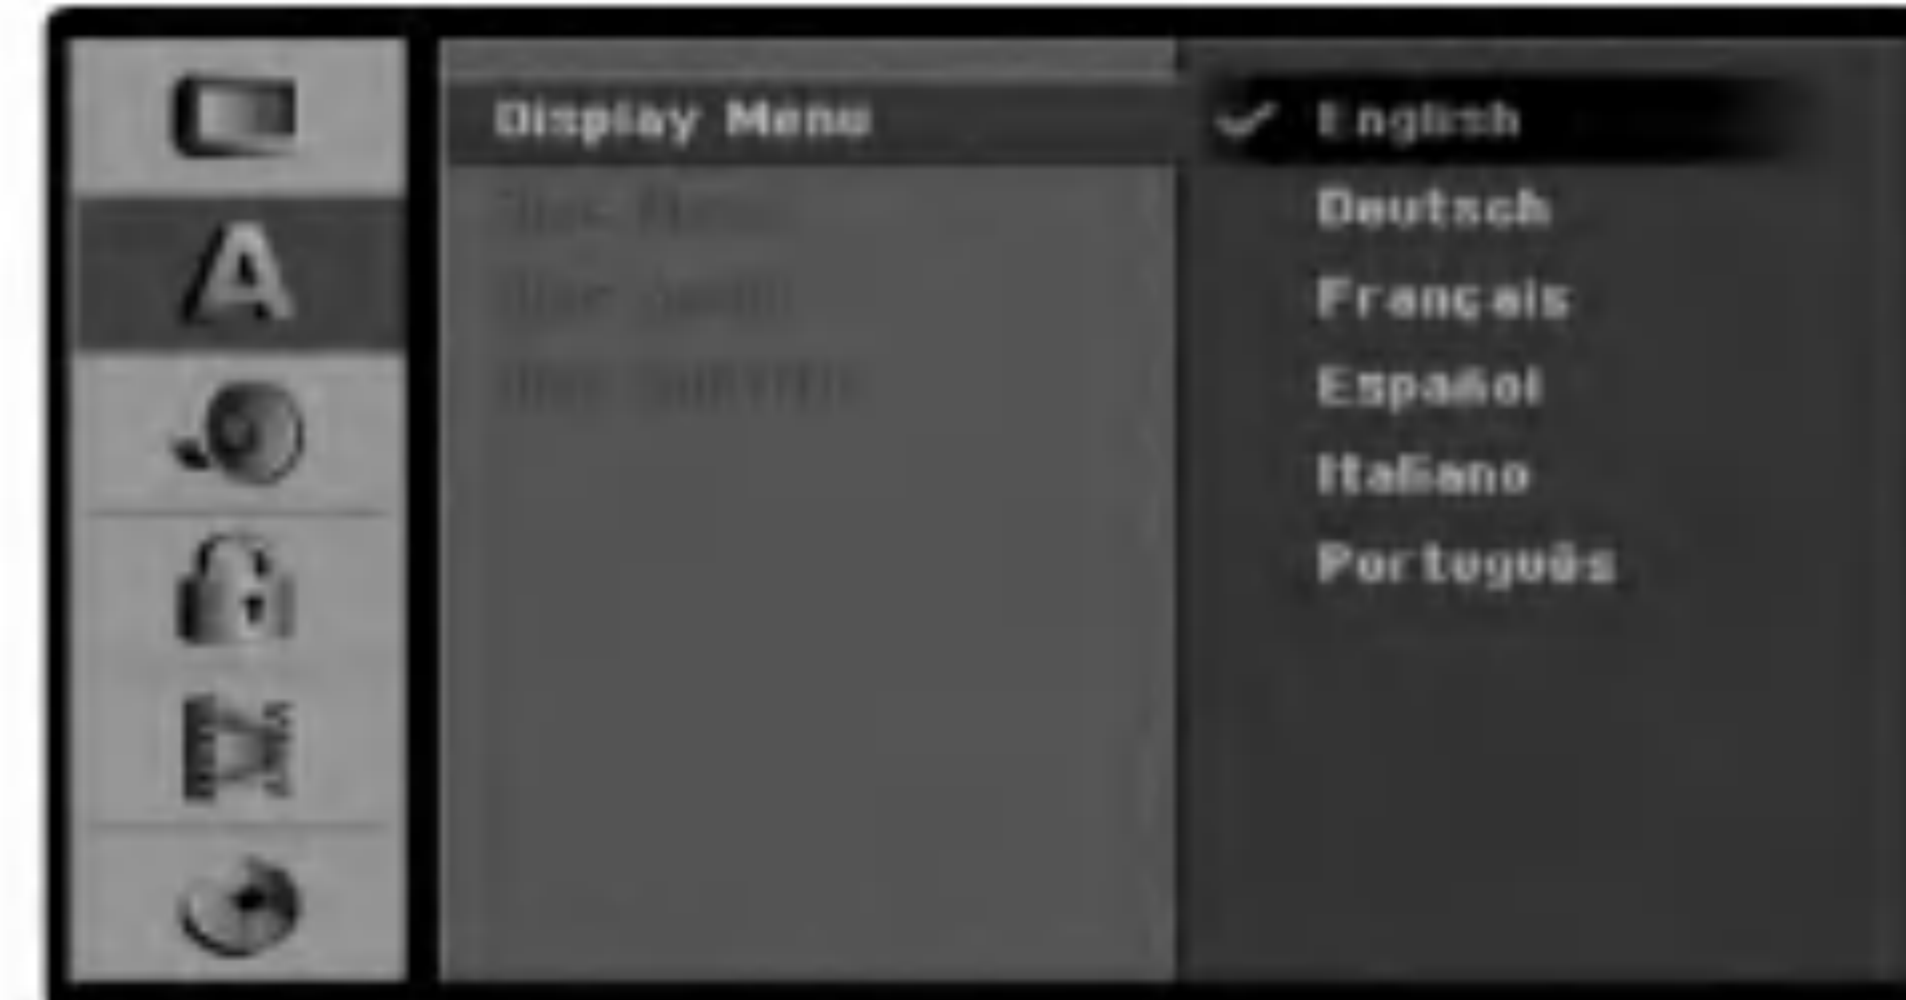 A
Display Menu
English
Deutsch
Français
Español
Italiano
Português